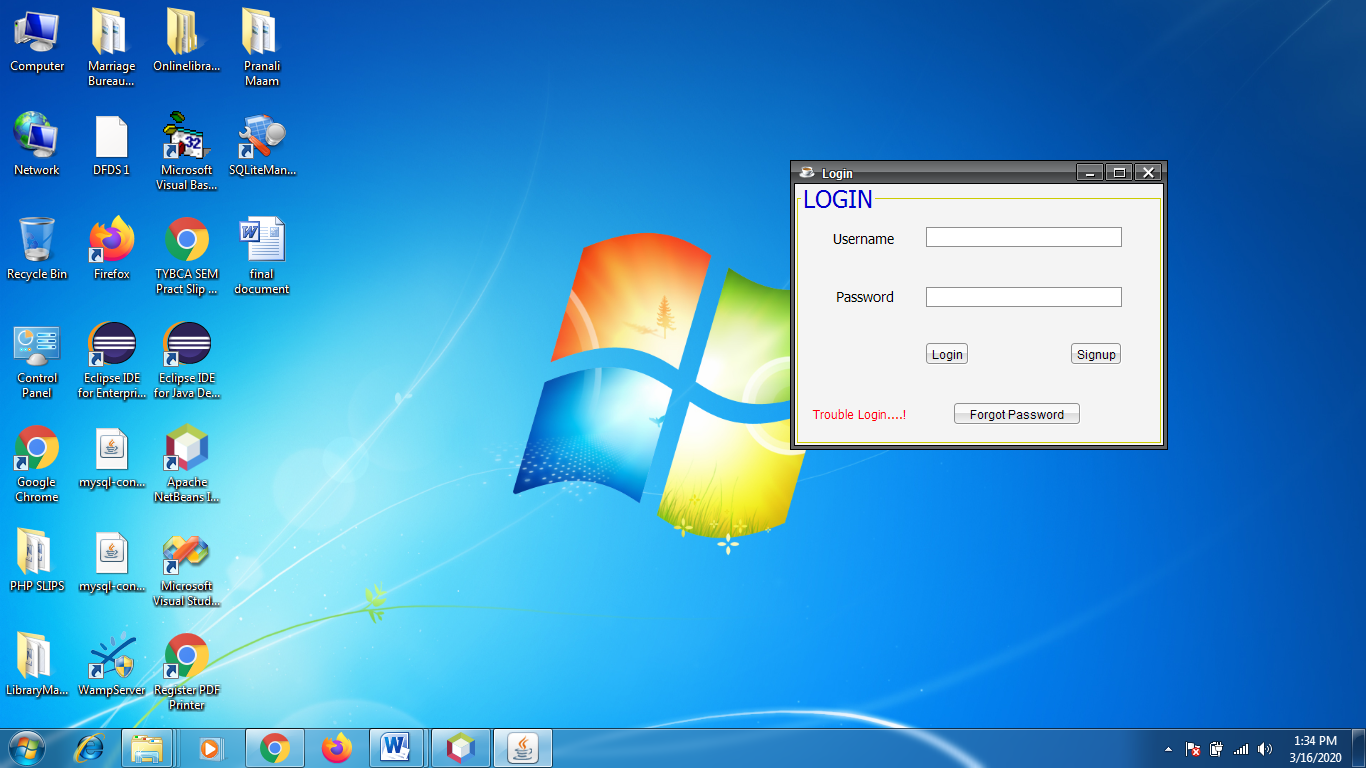 Computer
Marriage
Bureau...
Onlinelibra...
Pranali
Maam
Network
DFDS1
Microsoft
Visual Bas...
SQLiteMan...
Recycle Bin
Firefox
TYBCA SEM
Pract Slip ...
final
document
Control
Panel
Eclipse IDE
for Enterpri...
Eclipse IDE
for Java De...
Google
Chrome
mysql-con...
Apache
NetBeans I...
PHP SLIPS
mysql-con...
Microsoft
Visual Stud...
LibraryMa...
WampServer
Register PDF
Printer
Login
LOGIN
Username
Password
Login
Signup
Trouble Login....!
Forgot Password
1:34 PM
3/16/2020